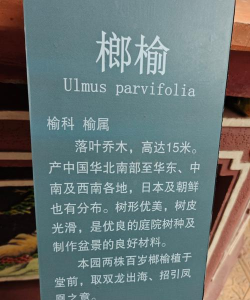 榔榆
Ulmus parvifolia
榆科 榆属
落叶乔木，高达15米。
产中国华北南部至华东、中
南及西南各地，日本及朝鲜
也有分布。树形优美，树皮
光滑，是优良的庭院树种及
制作盆景的良好材料。
本园两株百岁榔榆植于
堂前，取双龙出海、招引凤
凰之意。